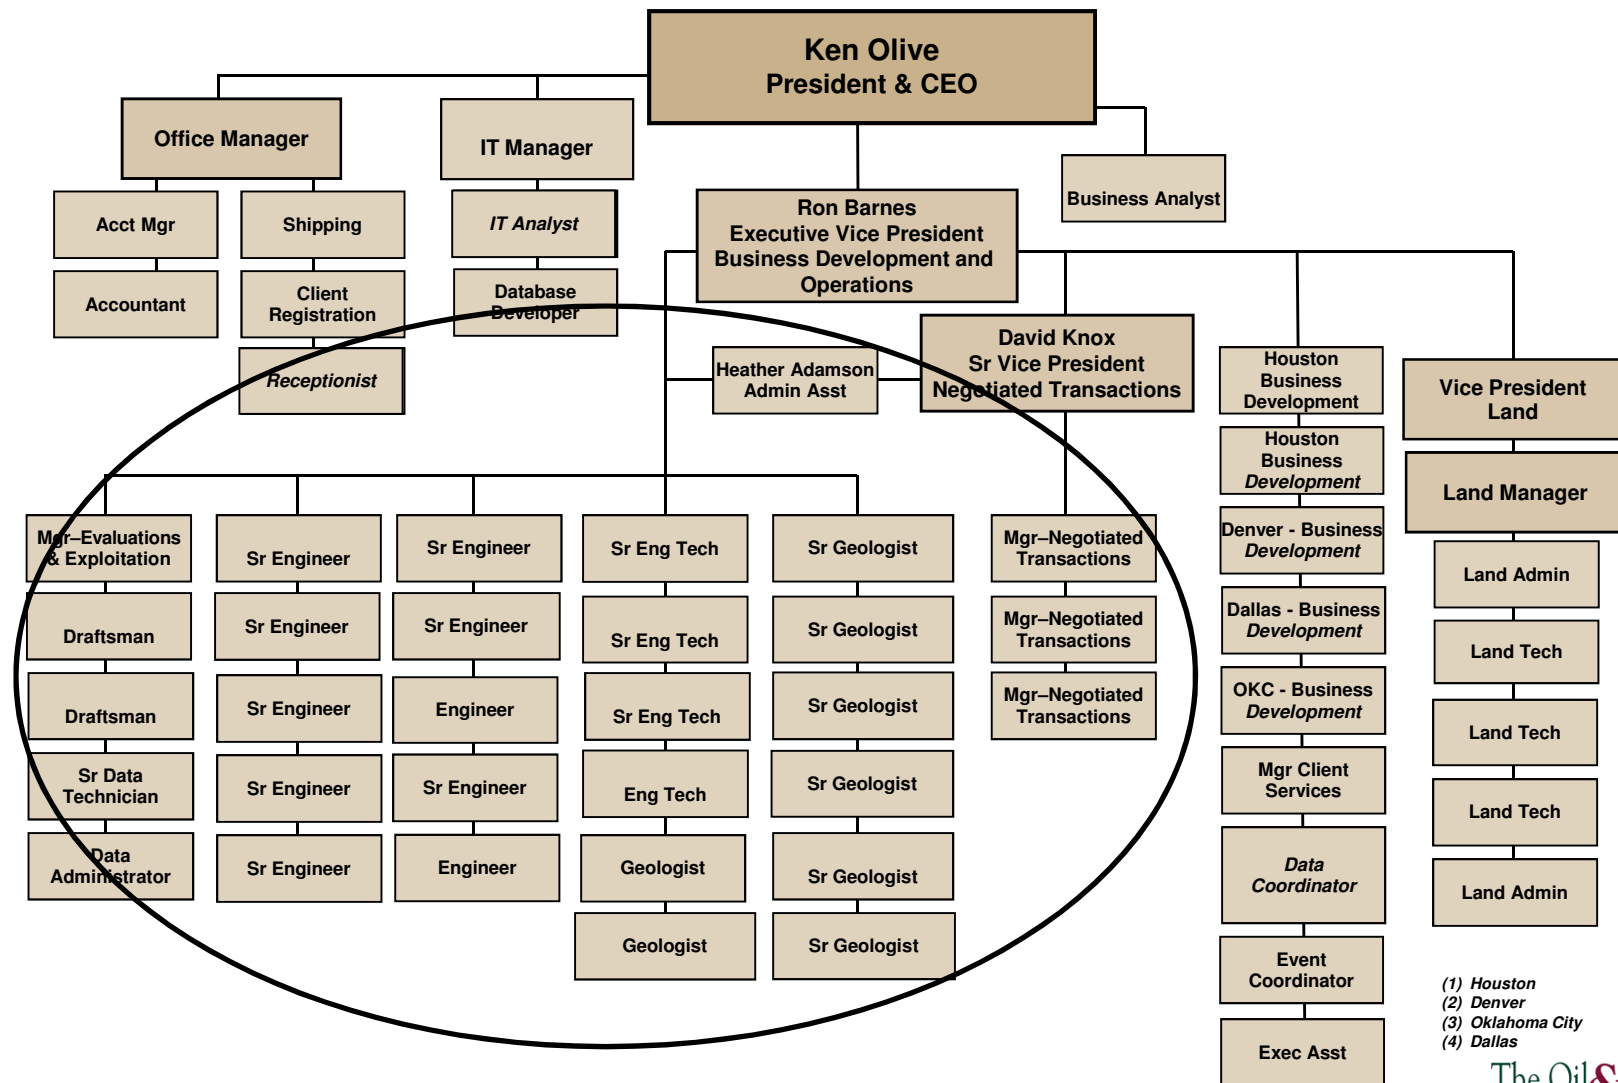 Ken Olive
President & CEO
Office Manager
IT Manager
Business Analyst
Acct Mgr
Shipping
IT Analyst
Accountant
Client
Registration
Database
Developer
Receptionist
Ron Barnes
Executive Vice President
Business Development and
Operations
David Knox
Sr Vice President
Negotiated Transactions
Heather Adamson
Admin Asst
Mgr–Evaluations
& Exploitation
Draftsman
Draftsman
Sr Data
Technician
Data
Administrator
Sr Engineer
Sr Engineer
Sr Engineer
Sr Engineer
Sr Engineer
Sr Engineer
Sr Engineer
Engineer
Sr Engineer
Engineer
Sr Eng Tech
Sr Eng Tech
Sr Eng Tech
Eng Tech
Geologist
Geologist
Sr Geologist
Sr Geologist
Sr Geologist
Sr Geologist
Sr Geologist
Sr Geologist
Mgr–Negotiated
Transactions
Mgr–Negotiated
Transactions
Mgr–Negotiated
Transactions
Houston
Business
Development
Houston
Business
Development
Denver - Business
Development
Dallas - Business
Development
OKC - Business
Development
Mgr Client
Services
Data
Coordinator
Event
Coordinator
Exec Asst
Vice President
Land
Land Manager
Land Admin
Land Tech
Land Tech
Land Tech
Land Admin
(1) Houston
(2) Denver
(3) Oklahoma City
(4) Dallas
The Oil &